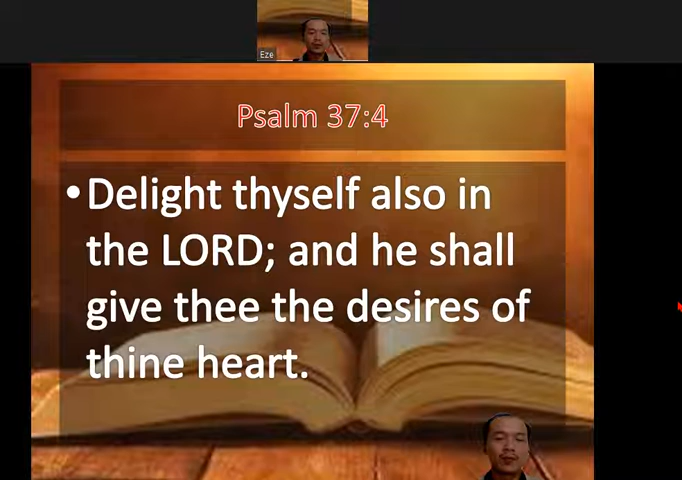 Eze
Psalm 37:4
• Delight thyself also in
the LORD; and he shall
give thee the desires of
thine heart.